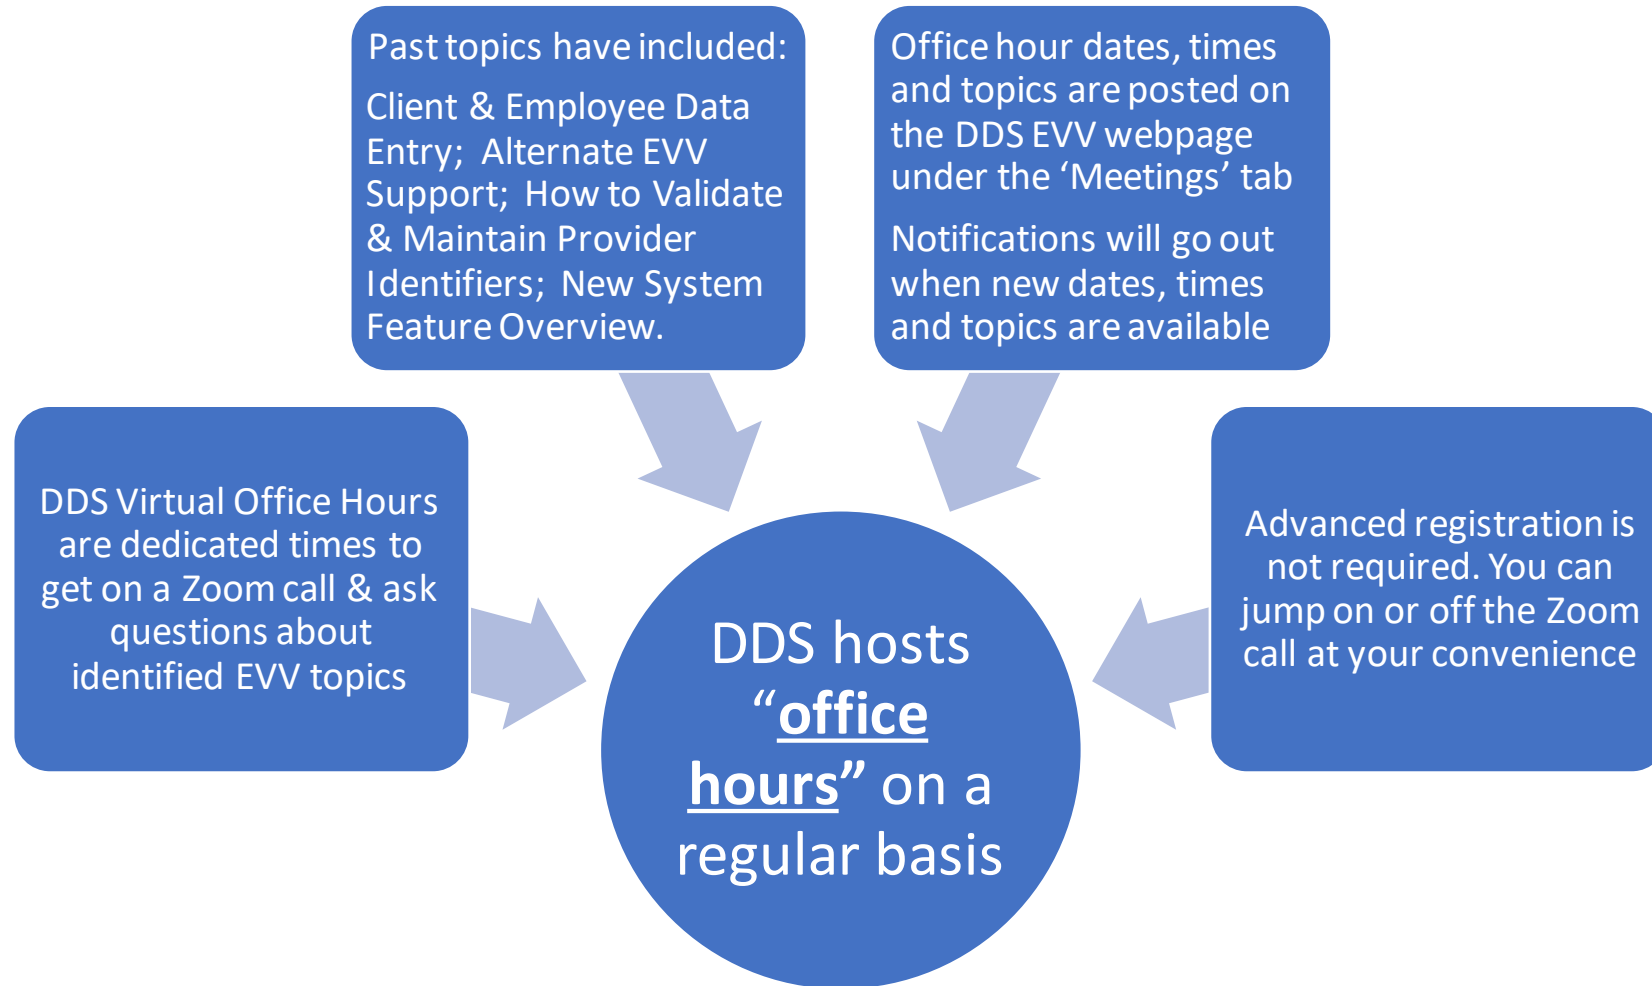 Past topics have included:
Client & Employee Data
Entry; Alternate EVV
Support; How to Validate
& Maintain Provider
Identifiers; New System
Feature Overview.
Office hour dates, times
and topics are posted on
the DDS EVV webpage
under the ‘Meetings’ tab
Notifications will go out
when new dates, times
and topics are available
DDS Virtual Office Hours
are dedicated times to
get on a Zoom call & ask
questions about
identified EVV topics
Advanced registration is
not required. You can
jump on or off the Zoom
call at your convenience
DDS hosts
“office
hours” on a
regular basis